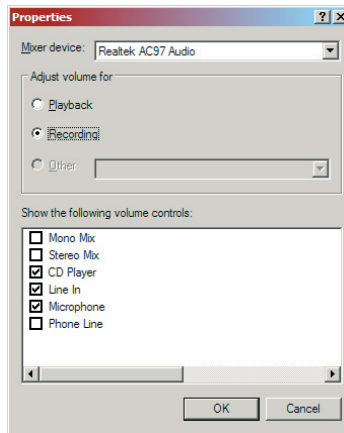 Properties
Mixer device: Realtek AC97 Audio
Adjust volume for
Playback
Recording
Other
Show the following volume controls:
Mono Mix
Stereo Mix
CD Player
Line In
Microphone
Phone Line
OK Cancel